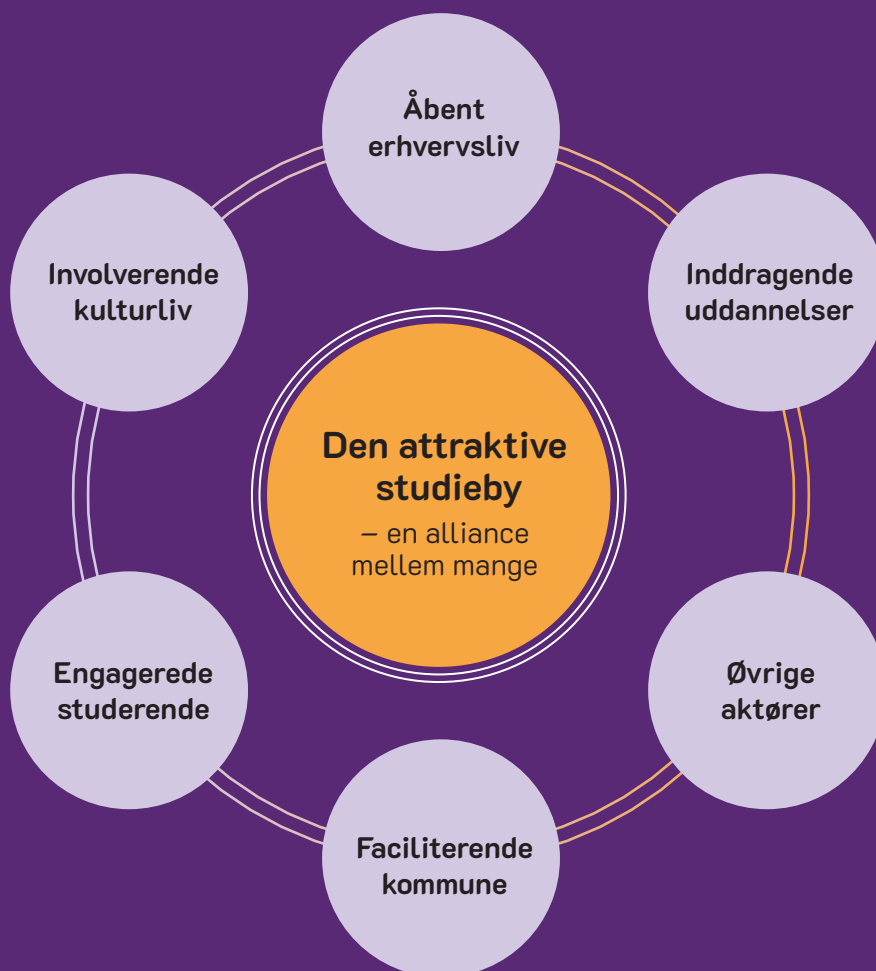 Åbent
erhvervsliv
Involverende
kulturliv
Inddragende
uddannelser
Den attraktive
studieby
– en alliance
mellem mange
Engagerede
studerende
Øvrige
aktører
Faciliterende
kommune